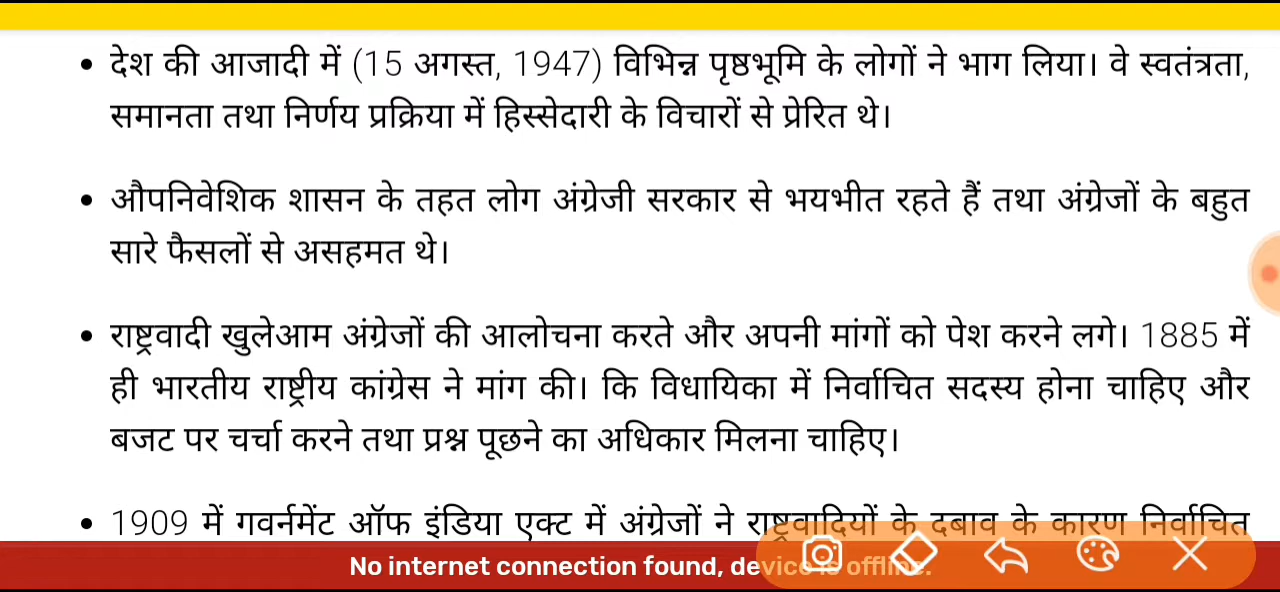 • देश की आजादी में (15 अगस्त, 1947) विभिन्न पृष्ठभूमि के लोगों ने भाग लिया। वे स्वतंत्रता,
समानता तथा निर्णय प्रक्रिया में हिस्सेदारी के विचारों से प्रेरित थे।
• औपनिवेशिक शासन के तहत लोग अंग्रेजी सरकार से भयभीत रहते हैं तथा अंग्रेजों के बहुत
सारे फैसलों से असहमत थे।
• राष्ट्रवादी खुलेआम अंग्रेजों की आलोचना करते और अपनी मांगों को पेश करने लगे। 1885 में
ही भारतीय राष्ट्रीय कांग्रेस ने मांग की। कि विधायिका में निर्वाचित सदस्य होना चाहिए और
बजट पर चर्चा करने तथा प्रश्न पूछने का अधिकार मिलना चाहिए।
• 1909 में गवर्नमेंट ऑफ इंडिया एक्ट में अंग्रेजों ने राष्ट्रवादियों के दबाव के कारण निर्वाचित
No internet connection found, device is offline.